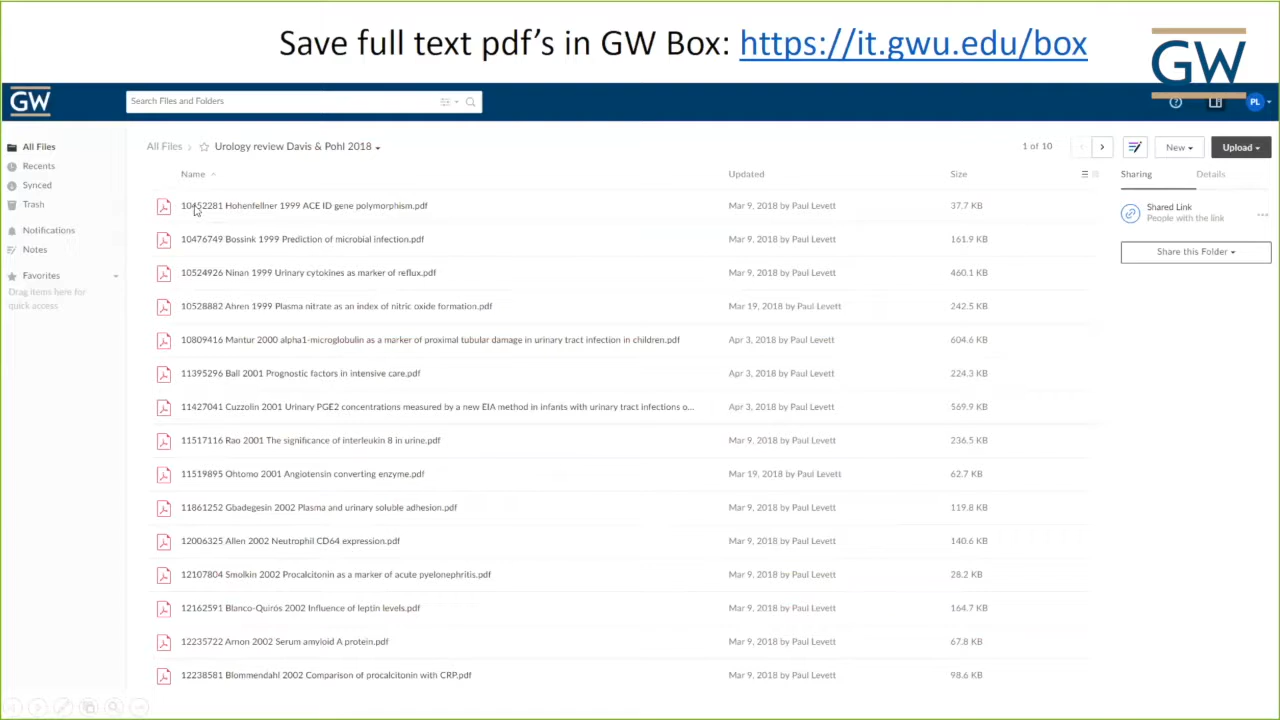 Save full text pdf's in GW Box: https://it.gwu.edu/box
GW
GW
Search Files and Folders
PL
All Files
Recents
Synced
Trash
Notifications
Notes
Favorites
Drag items here for
quick access
All Files > Urology review Davis & Pohl 2018
1 of 10
New
Upload
Name Updated Size
10452281 Hohenfellner 1999 ACE ID gene polymorphism.pdf Mar 9, 2018 by Paul Levett 37.7 KB
10476749 Bossink 1999 Prediction of microbial infection.pdf Mar 9, 2018 by Paul Levett 161.9 KB
10524926 Ninan 1999 Urinary cytokines as marker of reflux.pdf Mar 9, 2018 by Paul Levett 460.1 KB
10528882 Ahren 1999 Plasma nitrate as an index of nitric oxide formation.pdf Mar 19, 2018 by Paul Levett 242.5 KB
10809416 Mantur 2000 alpha1-microglobulin as a marker of proximal tubular damage in urinary tract infection in children.pdf Apr 3, 2018 by Paul Levett 604.6 KB
11395296 Ball 2001 Prognostic factors in intensive care.pdf Apr 3, 2018 by Paul Levett 224.3 KB
11427041 Cuzzolin 2001 Urinary PGE2 concentrations measured by a new EIA method in infants with urinary tract infections o... Apr 3, 2018 by Paul Levett 569.9 KB
11517116 Rao 2001 The significance of interleukin 8 in urine.pdf Mar 9, 2018 by Paul Levett 236.5 KB
11519895 Ohtomo 2001 Angiotensin converting enzyme.pdf Mar 19, 2018 by Paul Levett 62.7 KB
11861252 Gbadegesin 2002 Plasma and urinary soluble adhesion.pdf Mar 9, 2018 by Paul Levett 119.8 KB
12006325 Allen 2002 Neutrophil CD64 expression.pdf Mar 9, 2018 by Paul Levett 140.6 KB
12107804 Smolkin 2002 Procalcitonin as a marker of acute pyelonephritis.pdf Mar 9, 2018 by Paul Levett 28.2 KB
12162591 Blanco-Quirós 2002 Influence of leptin levels.pdf Mar 9, 2018 by Paul Levett 164.7 KB
12235722 Arnon 2002 Serum amyloid A protein.pdf Mar 9, 2018 by Paul Levett 67.8 KB
12238581 Blommendahl 2002 Comparison of procalcitonin with CRP.pdf Mar 9, 2018 by Paul Levett 98.6 KB
Sharing Details
Shared Link
People with the link
Share this Folder